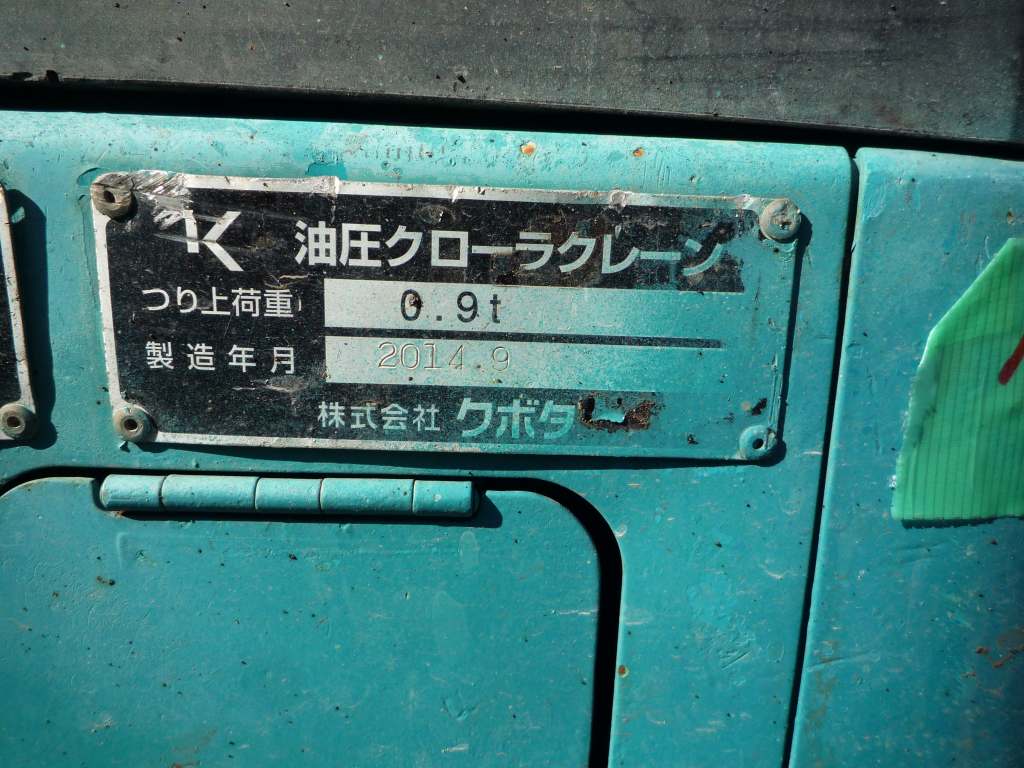 K 油圧クローラクレーン
つり上荷重 0.9t
製造年月 2014.9
株式会社 クボタ